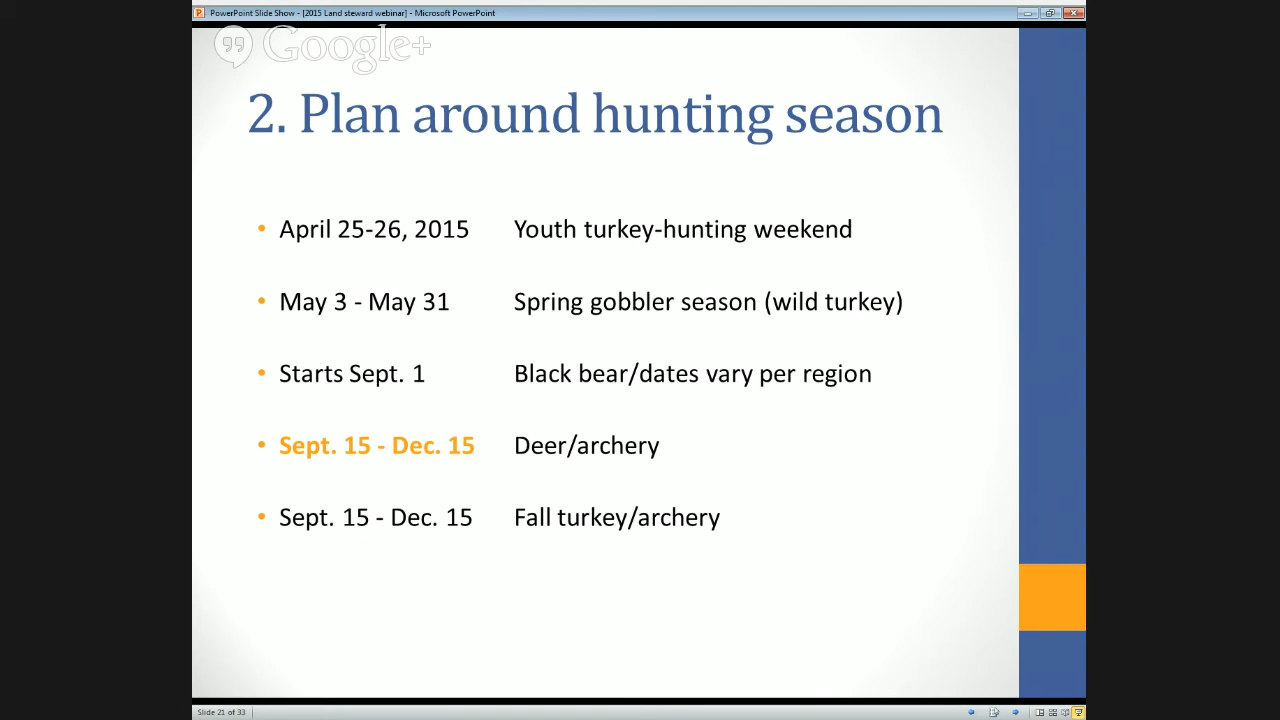 PowerPoint Slide Show - [2015 Land steward webinar] - Microsoft PowerPoint
Google+
2. Plan around hunting season
• April 25-26, 2015 Youth turkey-hunting weekend
• May 3 - May 31 Spring gobbler season (wild turkey)
• Starts Sept. 1 Black bear/dates vary per region
• Sept. 15 - Dec. 15 Deer/archery
• Sept. 15 - Dec. 15 Fall turkey/archery
Slide 21 of 33